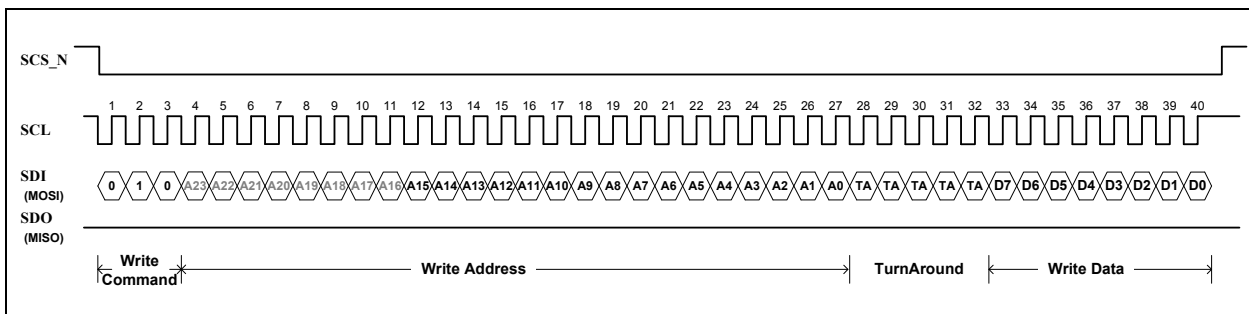 SCS_N
1 2 3 4 5 6 7 8 9 10 11 12 13 14 15 16 17 18 19 20 21 22 23 24 25 26 27 28 29 30 31 32 33 34 35 36 37 38 39 40
SCL
SDI
(MOSI)
0 1 0 A23 A22 A21 A20 A19 A18 A17 A16 A15 A14 A13 A12 A11 A10 A9 A8 A7 A6 A5 A4 A3 A2 A1 A0 TA TA TA TA TA D7 D6 D5 D4 D3 D2 D1 D0
SDO
(MISO)
Write
Command
Write Address
TurnAround
Write Data